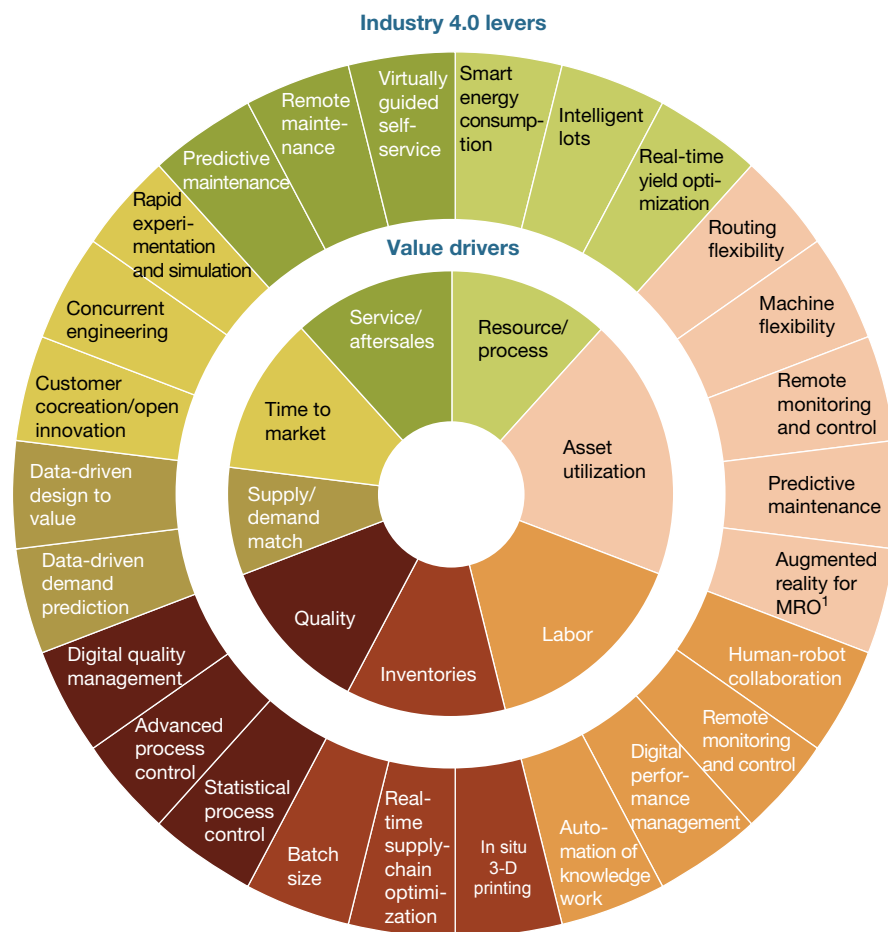 Industry 4.0 levers
Smart
energy
consump-
tion
Intelligent
lots
Real-time
yield opti-
mization
Routing
flexibility
Machine
flexibility
Remote
monitoring
and control
Predictive
maintenance
Augmented
reality for
MRO1
Human-robot
collaboration
Remote
monitoring
and control
Digital
perfor-
mance
management
Auto-
mation of
knowledge
work
In situ
3-D
printing
Real-
time
supply-
chain
optimi-
zation
Batch
size
Statistical
process
control
Advanced
process
control
Digital quality
management
Data-driven
demand
prediction
Data-driven
design to
value
Customer
cocreation/open
innovation
Concurrent
engineering
Rapid
experi-
mentation
and simulation
Predictive
maintenance
Remote
mainte-
nance
Virtually
guided
self-
service
Value drivers
Resource/
process
Asset
utilization
Labor
Inventories
Quality
Supply/
demand
match
Time to
market
Service/
aftersales